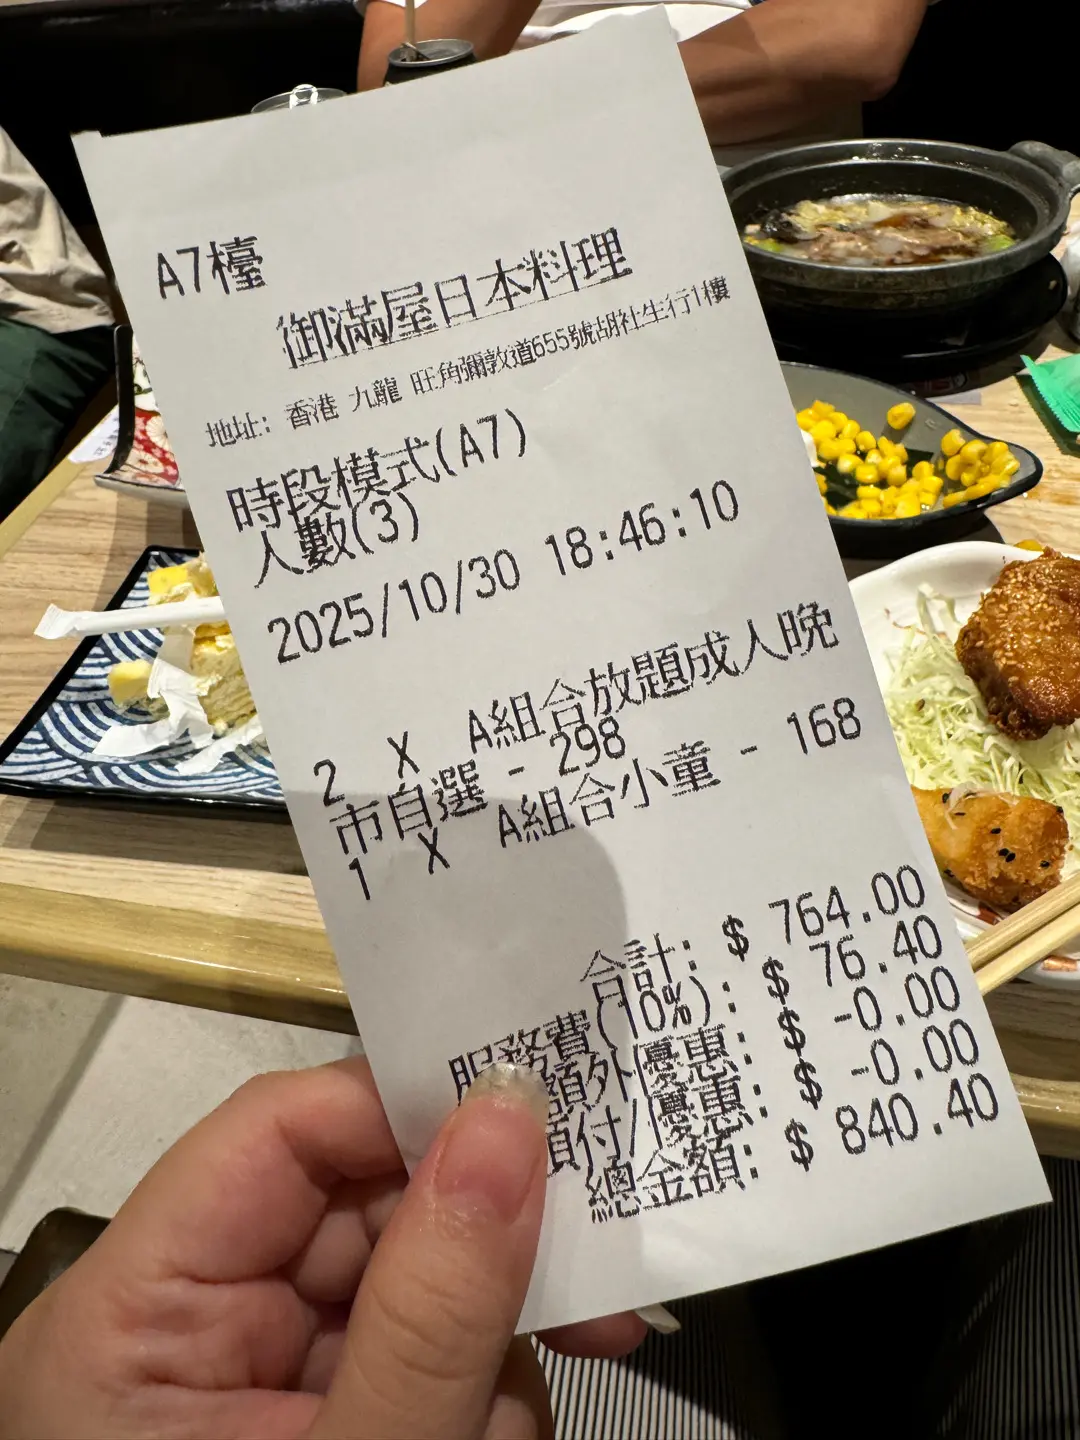 A7檯
御滿屋日本料理
地址: 香港 九龍 旺角彌敦道655號胡社生行1樓
時段模式(A7)
人數(3)
2025/10/30 18:46:10
2 X A組合放題成人晚
市自選 - 298
1 X A組合小童 - 168
合計: $ 764.00
服務費(10%): $ 76.40
額外/優惠: $ -0.00
預付/優惠: $ -0.00
總金額: $ 840.40